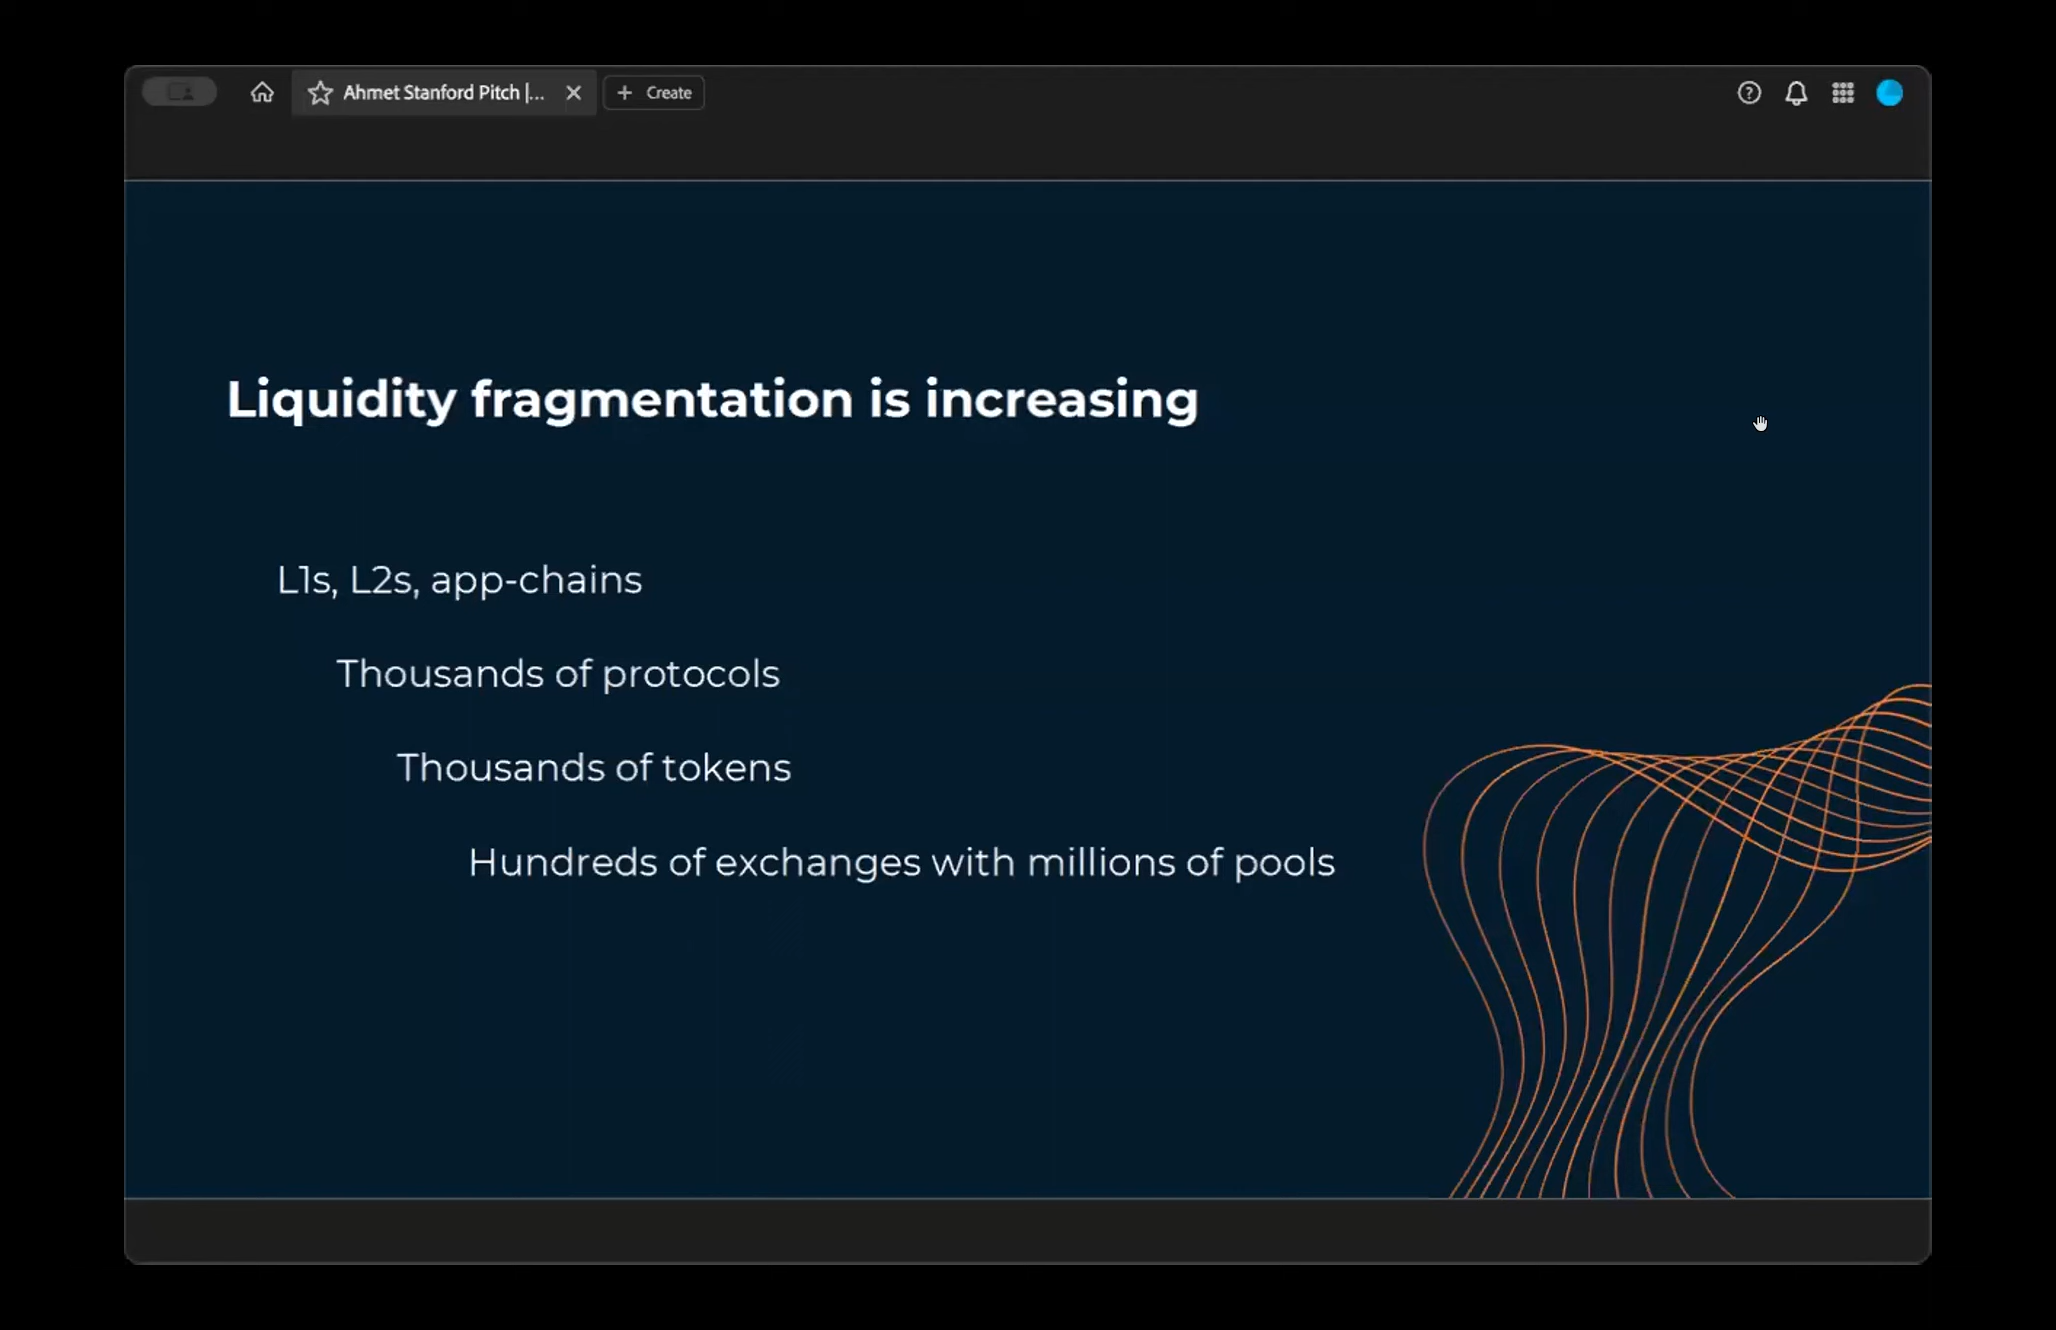 Ahmet Stanford Pitch |...
Create
Liquidity fragmentation is increasing
L1s, L2s, app-chains
Thousands of protocols
Thousands of tokens
Hundreds of exchanges with millions of pools